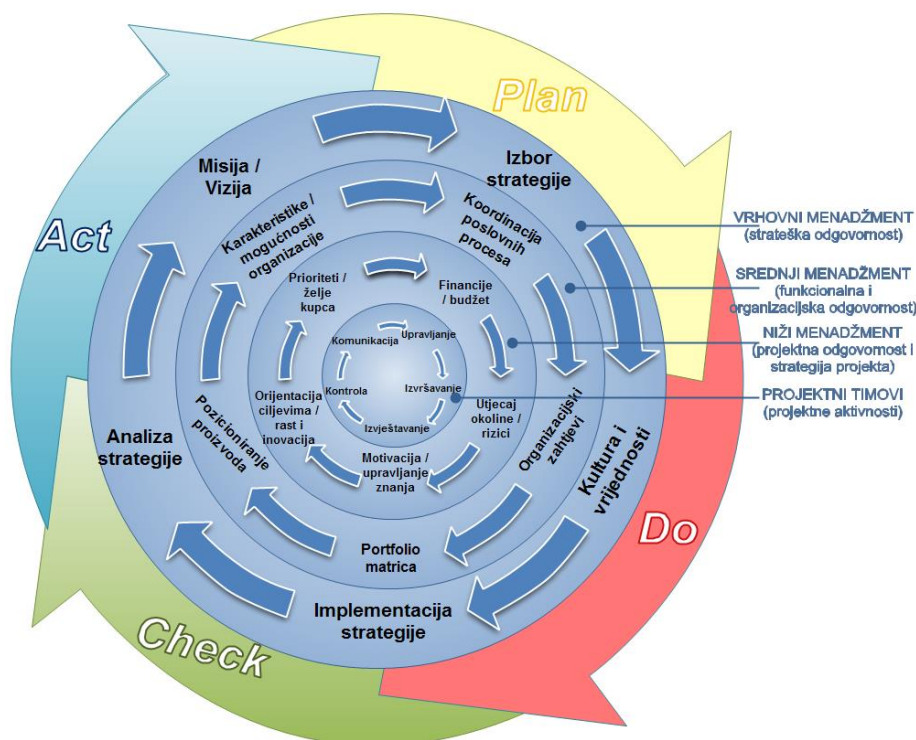 Plan
Do
Check
Act
Misija /
Vizija
Izbor
strategije
Kultura i
vrijednosti
Implementacija
strategije
Analiza
strategije
Karakteristike /
mogućnosti
organizacije
Koordinacija
poslovnih
procesa
Organizacijski
zahtjevi
Portfolio
matrica
Pozicioniranje
proizvoda
Prioriteti /
želje
kupca
Financije
/ budžet
Utjecaj
okoline /
rizici
Motivacija /
upravljanje
znanja
Orijentacija
ciljevima /
rast i
inovacija
Komunikacija
Upravljanje
Izvršavanje
Izvještavanje
Kontrola
VRHOVNI MENADŽMENT
(strateška odgovornost)
SREDNJI MENADŽMENT
(funkcionalna i
organizacijska odgovornost)
NIŽI MENADŽMENT
(projektna odgovornost i
strategija projekta)
PROJEKTNI TIMOVI
(projektne aktivnosti)